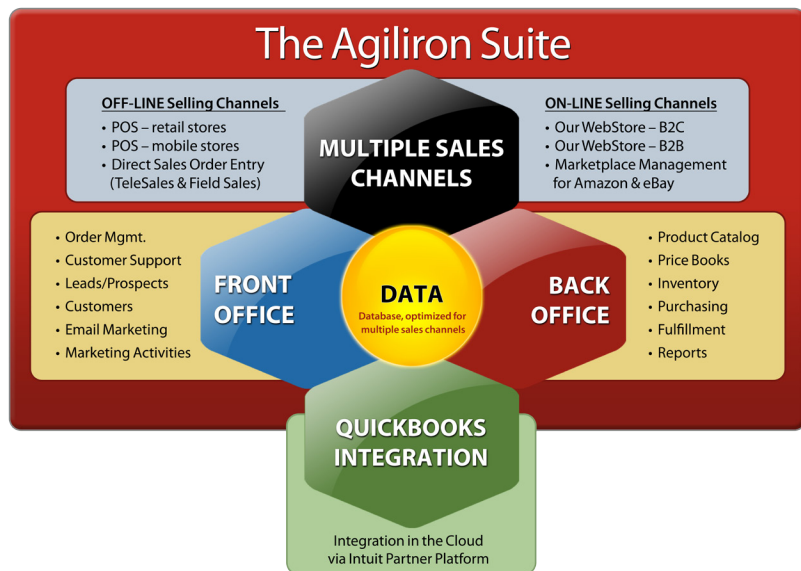 The Agiliron Suite
OFF-LINE Selling Channels
• POS – retail stores
• POS – mobile stores
• Direct Sales Order Entry
(TeleSales & Field Sales)
MULTIPLE SALES
CHANNELS
ON-LINE Selling Channels
• Our WebStore – B2C
• Our WebStore – B2B
• Marketplace Management
for Amazon & eBay
• Order Mgmt.
• Customer Support
• Leads/Prospects
• Customers
• Email Marketing
• Marketing Activities
FRONT
OFFICE
DATA
Database, optimized for
multiple sales channels
BACK
OFFICE
• Product Catalog
• Price Books
• Inventory
• Purchasing
• Fulfillment
• Reports
QUICKBOOKS
INTEGRATION
Integration in the Cloud
via Intuit Partner Platform